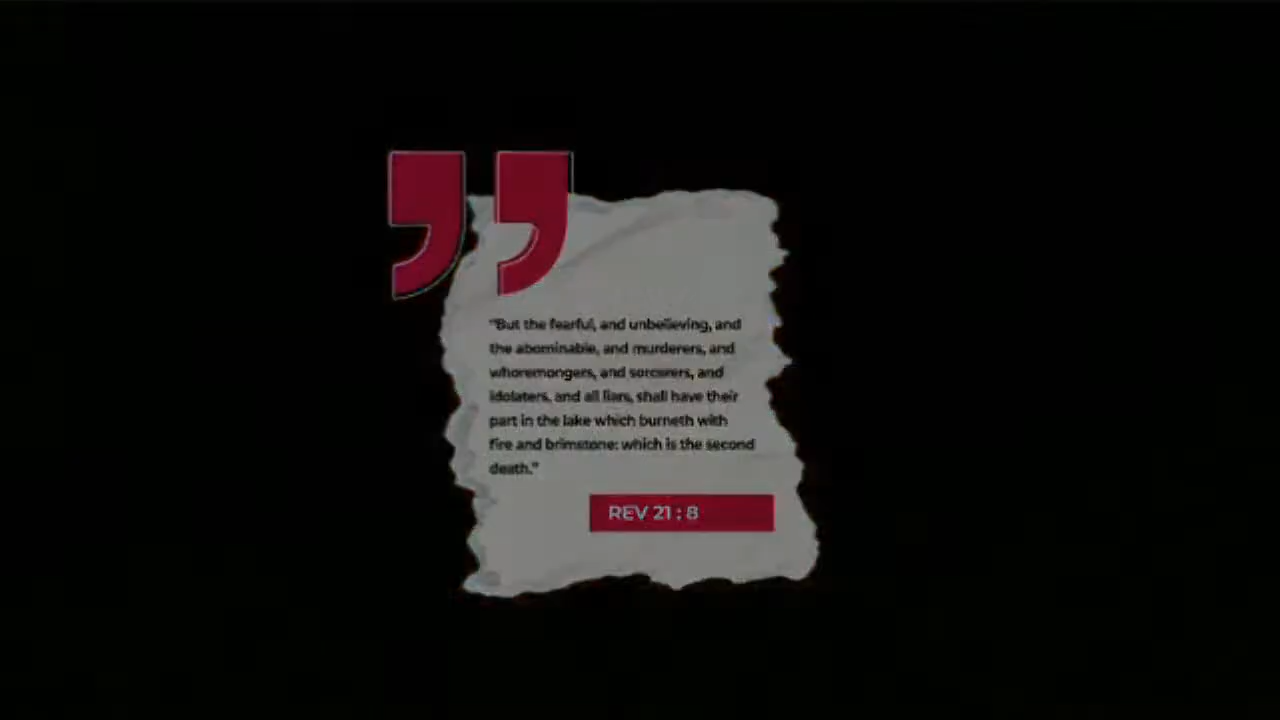 "But the fearful, and unbelieving, and
the abominable, and murderers, and
whoremongers, and sorcerers, and
idolaters, and all liars, shall have their
part in the lake which burneth with
fire and brimstone: which is the second
death."
REV 21 : 8